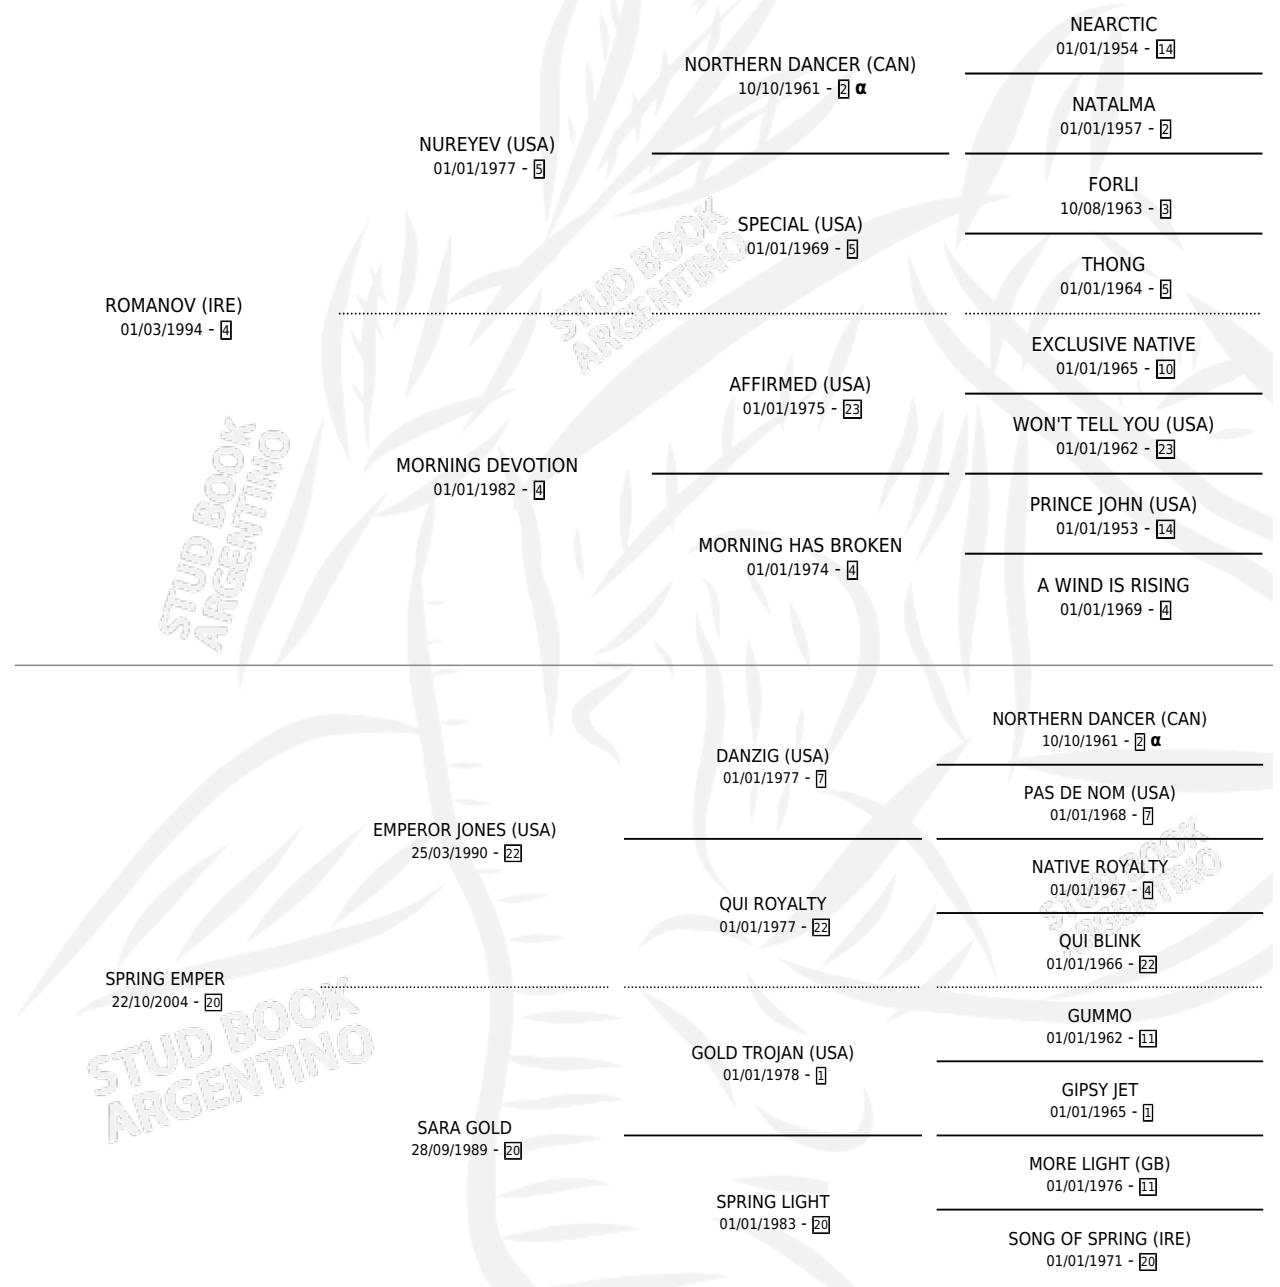 NEARCTIC
01/01/1954 - 14
NORTHERN DANCER (CAN)
10/10/1961 - 2 α
NATALMA
01/01/1957 - 2
NUREYEV (USA)
01/01/1977 - 5
FORLI
10/08/1963 - 3
SPECIAL (USA)
01/01/1969 - 5
THONG
01/01/1964 - 5
ROMANOV (IRE)
01/03/1994 - 4
EXCLUSIVE NATIVE
01/01/1965 - 10
AFFIRMED (USA)
01/01/1975 - 23
WON'T TELL YOU (USA)
01/01/1962 - 23
MORNING DEVOTION
01/01/1982 - 4
PRINCE JOHN (USA)
01/01/1953 - 14
MORNING HAS BROKEN
01/01/1974 - 4
A WIND IS RISING
01/01/1969 - 4
NORTHERN DANCER (CAN)
10/10/1961 - 2 α
DANZIG (USA)
01/01/1977 - 7
PAS DE NOM (USA)
01/01/1968 - 7
EMPEROR JONES (USA)
25/03/1990 - 22
NATIVE ROYALTY
01/01/1967 - 4
QUI ROYALTY
01/01/1977 - 22
QUI BLINK
01/01/1966 - 22
SPRING EMPER
22/10/2004 - 20
GUMMO
01/01/1962 - 11
GOLD TROJAN (USA)
01/01/1978 - 1
GIPSY JET
01/01/1965 - 1
SARA GOLD
28/09/1989 - 20
MORE LIGHT (GB)
01/01/1976 - 11
SPRING LIGHT
01/01/1983 - 20
SONG OF SPRING (IRE)
01/01/1971 - 20
STUD BOOK
ARGENTINO
STUD BOOK
ARGENTINO
STUD BOOK
ARGENTINO
STUD BOOK
ARGENTINO